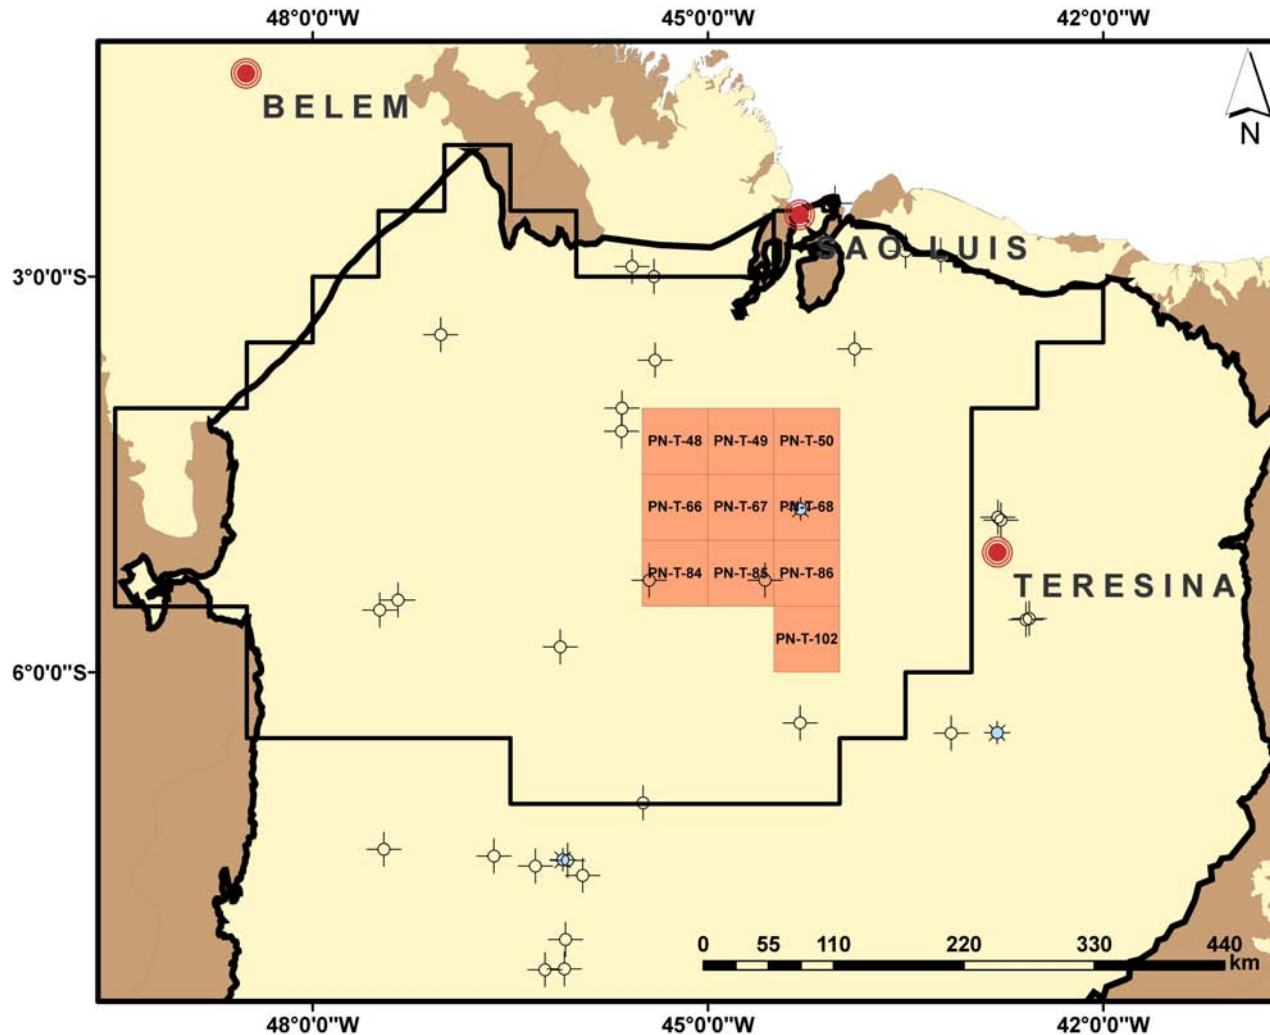 48°0'0"W 45°0'0"W 42°0'0"W
N
BELEM
SAO LUIS
3°0'0"S
PN-T-48 PN-T-49 PN-T-50
PN-T-66 PN-T-67 PN-T-68
PN-T-84 PN-T-85 PN-T-86
TERESINA
PN-T-102
6°0'0"S
0 55 110 220 330 440
km
48°0'0"W 45°0'0"W 42°0'0"W